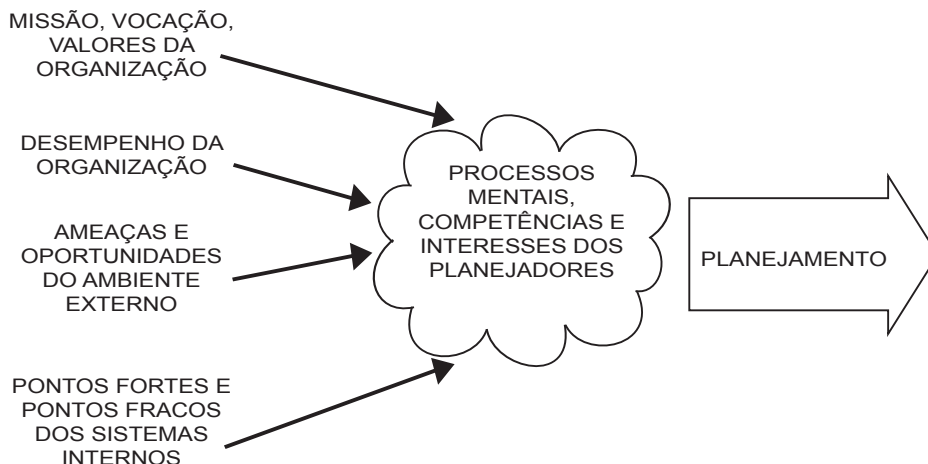 MISSÃO, VOCAÇÃO,
VALORES DA
ORGANIZAÇÃO
DESEMPENHO DA
ORGANIZAÇÃO
AMEAÇAS E
OPORTUNIDADES
DO AMBIENTE
EXTERNO
PONTOS FORTES E
PONTOS FRACOS
DOS SISTEMAS
INTERNOS
PROCESSOS
MENTAIS,
COMPETÊNCIAS E
INTERESSES DOS
PLANEJADORES
PLANEJAMENTO